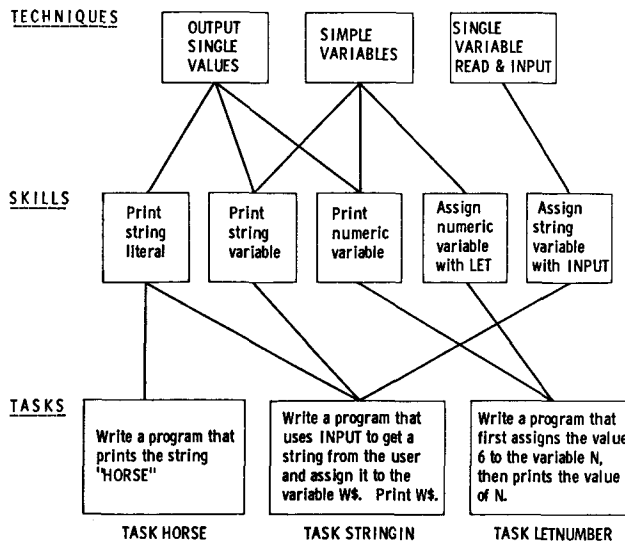 TECHNIQUES
OUTPUT
SINGLE
VALUES
SIMPLE
VARIABLES
SINGLE
VARIABLE
READ & INPUT
SKILLS
Print
string
literal
Print
string
variable
Print
numeric
variable
Assign
numeric
variable
with LET
Assign
string
variable
with INPUT
TASKS
Write a program that
prints the string
"HORSE"
Write a program that
uses INPUT to get a
string from the user
and assign it to the
variable W$. Print W$.
Write a program that
first assigns the value
6 to the variable N,
then prints the value
of N.
TASK HORSE
TASK STRINGIN
TASK LETNUMBER